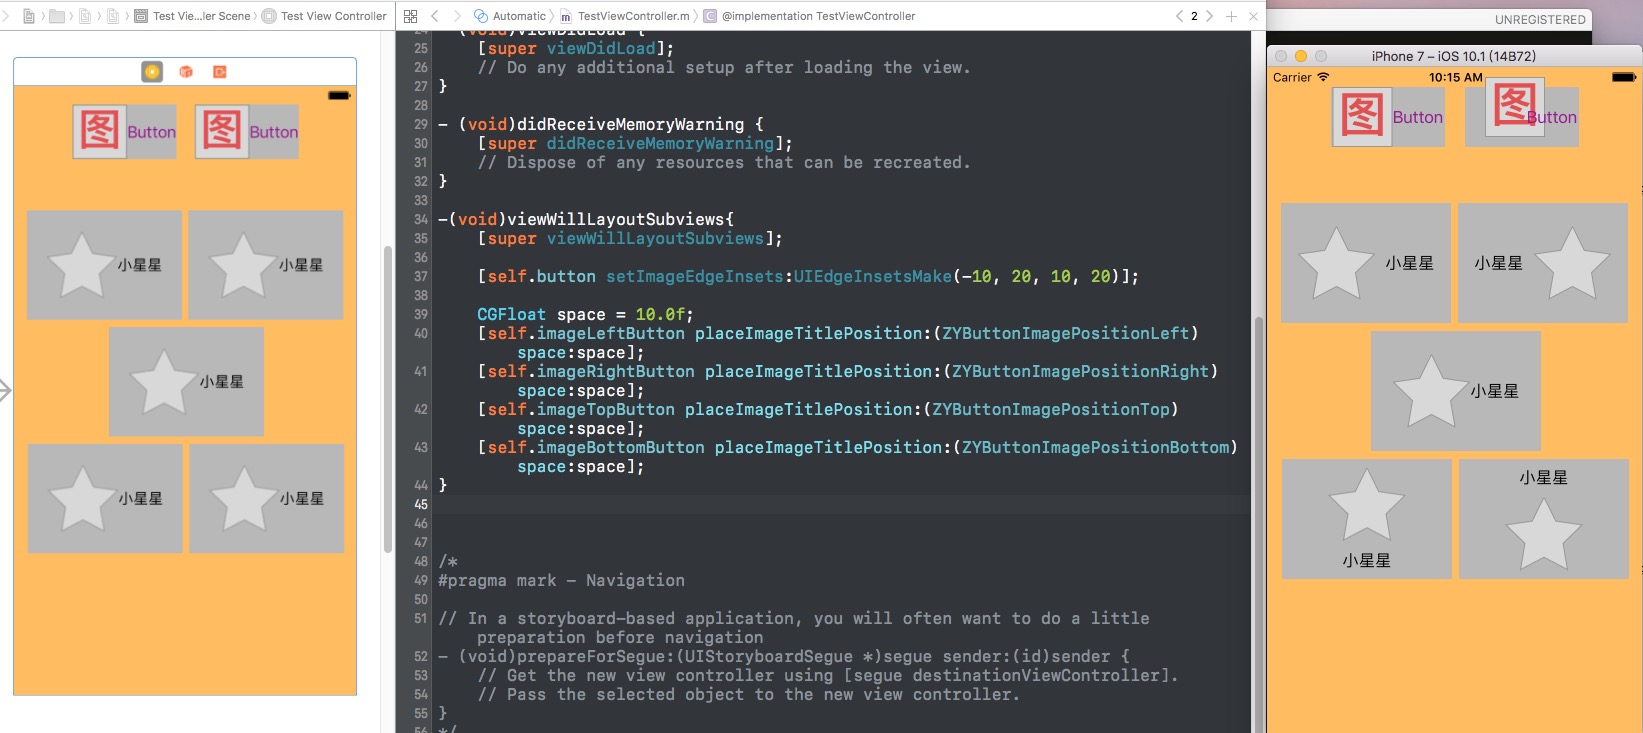 Test Vie...ler Scene
Test View Controller
Automatic
TestViewController.m
@implementation TestViewController
2
UNREGISTERED
图 Button
图 Button
小星星
小星星
小星星
小星星
小星星
24 - (void)viewDidLoad {
25 [super viewDidLoad];
26 // Do any additional setup after loading the view.
27 }
28
29 - (void)didReceiveMemoryWarning {
30 [super didReceiveMemoryWarning];
31 // Dispose of any resources that can be recreated.
32 }
33
34 -(void)viewWillLayoutSubviews{
35 [super viewWillLayoutSubviews];
36
37 [self.button setImageEdgeInsets:UIEdgeInsetsMake(-10, 20, 10, 20)];
38
39 CGFloat space = 10.0f;
40 [self.imageLeftButton placeImageTitlePosition:(ZYButtonImagePositionLeft)
space:space];
41 [self.imageRightButton placeImageTitlePosition:(ZYButtonImagePositionRight)
space:space];
42 [self.imageTopButton placeImageTitlePosition:(ZYButtonImagePositionTop)
space:space];
43 [self.imageBottomButton placeImageTitlePosition:(ZYButtonImagePositionBottom)
space:space];
44 }
45
46
47
48 /*
49 #pragma mark - Navigation
50
51 // In a storyboard-based application, you will often want to do a little
preparation before navigation
52 - (void)prepareForSegue:(UIStoryboardSegue *)segue sender:(id)sender {
53 // Get the new view controller using [segue destinationViewController].
54 // Pass the selected object to the new view controller.
55 }
56 */
iPhone 7 – iOS 10.1 (14B72)
Carrier 10:15 AM
图 Button
图 Button
小星星
小星星
小星星
小星星
小星星